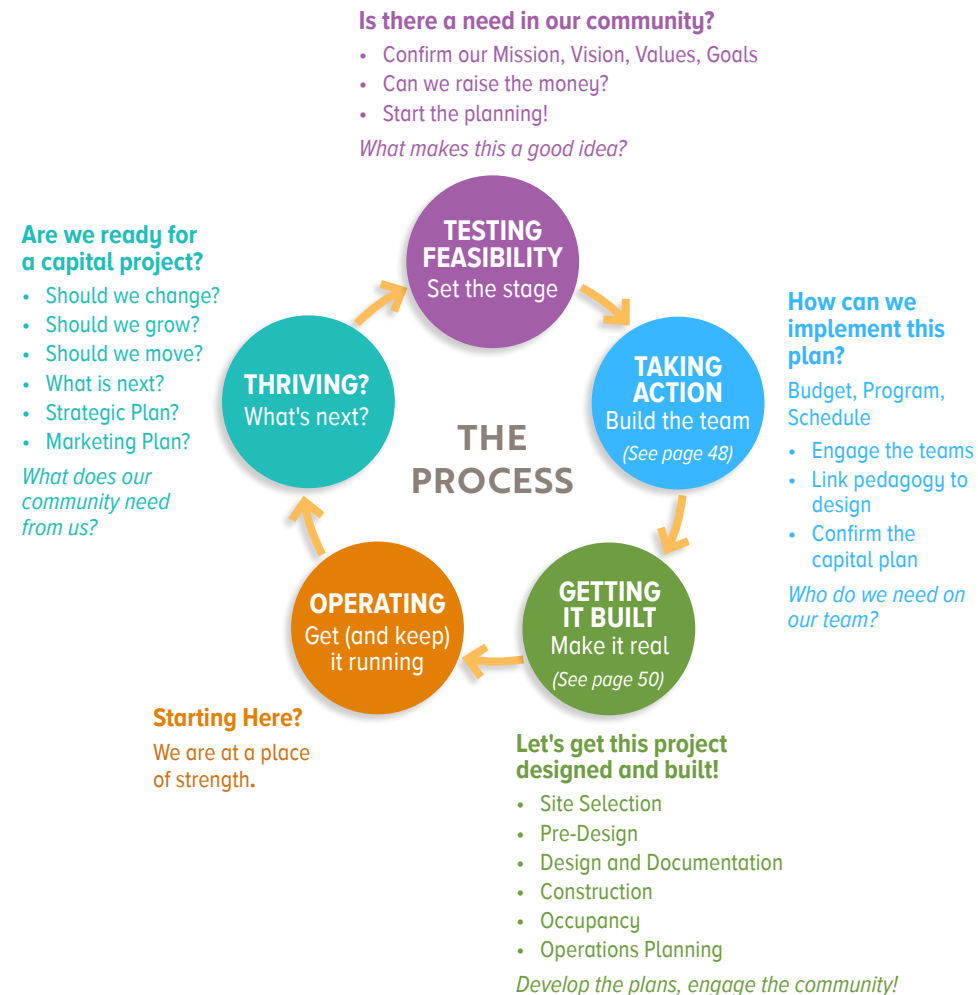 Is there a need in our community?
• Confirm our Mission, Vision, Values, Goals
• Can we raise the money?
• Start the planning!
What makes this a good idea?
TESTING
FEASIBILITY
Set the stage
Are we ready for
a capital project?
• Should we change?
• Should we grow?
• Should we move?
• What is next?
• Strategic Plan?
• Marketing Plan?
What does our
community need
from us?
THRIVING?
What's next?
THE
PROCESS
TAKING
ACTION
Build the team
(See page 48)
How can we
implement this
plan?
Budget, Program,
Schedule
• Engage the teams
• Link pedagogy to
design
• Confirm the
capital plan
Who do we need on
our team?
OPERATING
Get (and keep)
it running
GETTING
IT BUILT
Make it real
(See page 50)
Starting Here?
We are at a place
of strength.
Let's get this project
designed and built!
• Site Selection
• Pre-Design
• Design and Documentation
• Construction
• Occupancy
• Operations Planning
Develop the plans, engage the community!